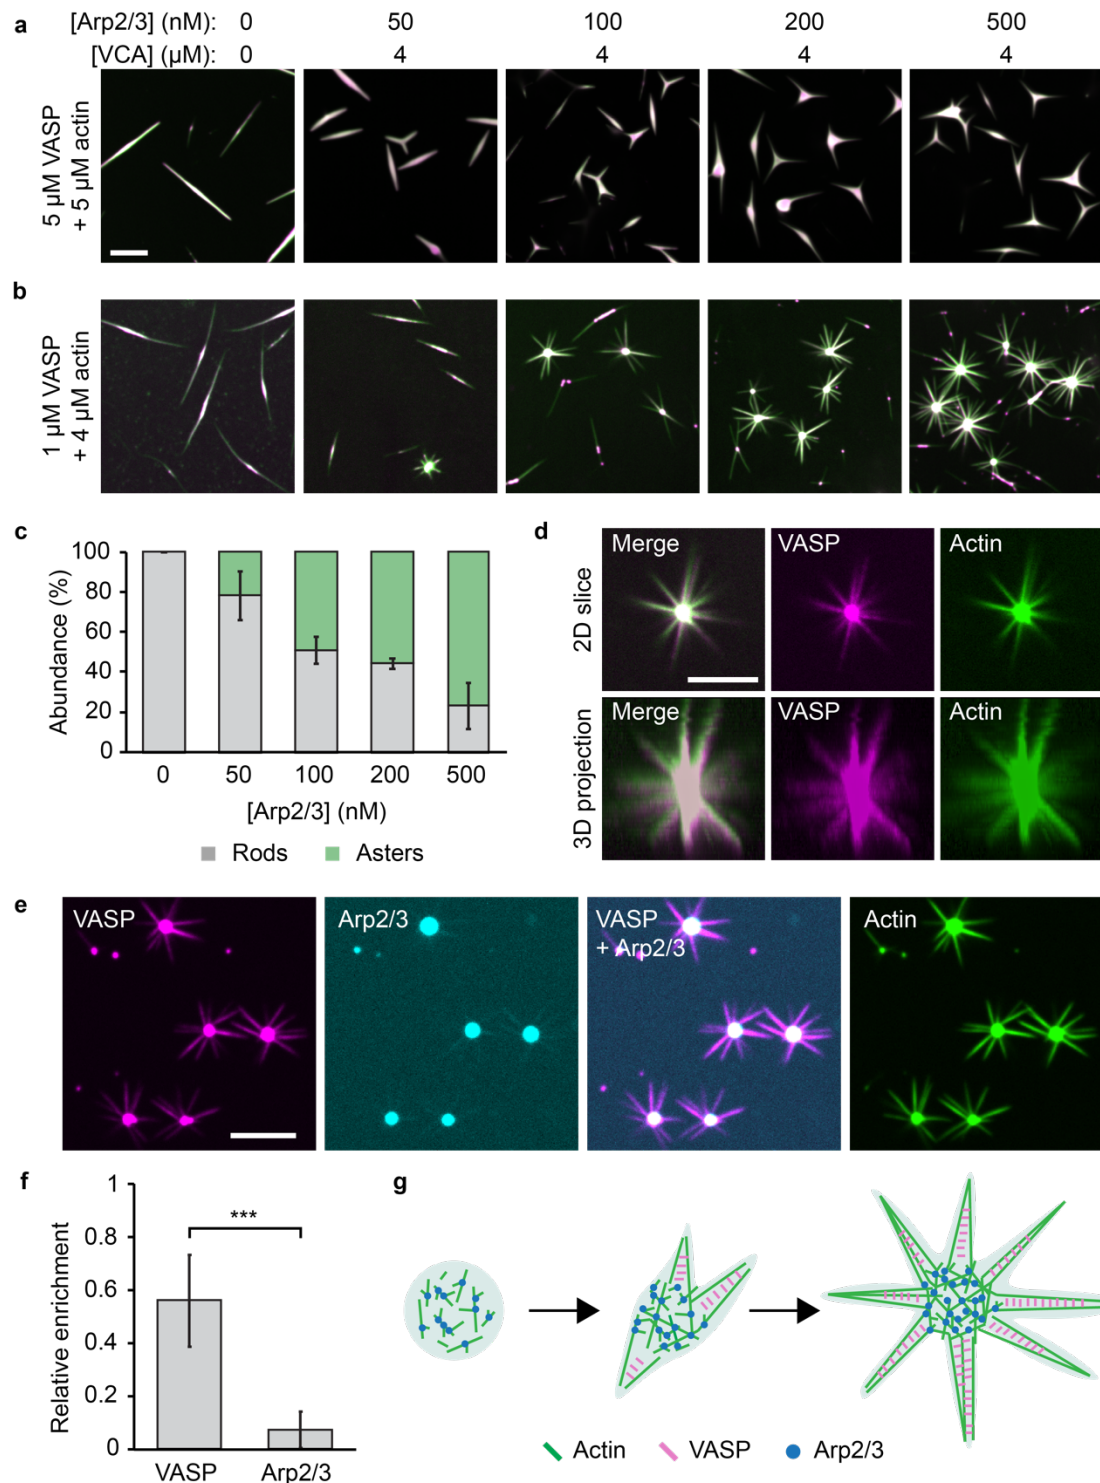 a
[Arp2/3] (nM): 0 50 100 200 500
[VCA] (µM): 0 4 4 4 4
5 µM VASP
+ 5 µM actin
b
1 µM VASP
+ 4 µM actin
c
Abundance (%)
100
80
60
40
20
0
0 50 100 200 500
[Arp2/3] (nM)
Rods Asters
d
2D slice
Merge VASP Actin
3D projection
Merge VASP Actin
e
VASP
Arp2/3
VASP
+ Arp2/3
Actin
f
Relative enrichment
1
0.8
0.6
0.4
0.2
0
***
VASP Arp2/3
g
Actin VASP Arp2/3